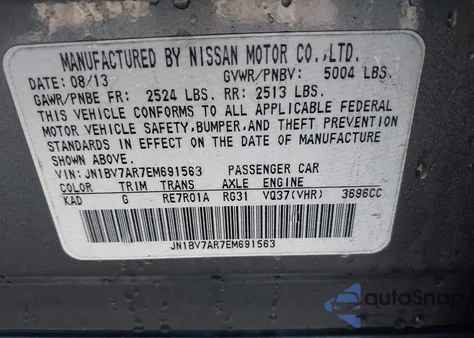 MANUFACTURED BY NISSAN MOTOR CO.,LTD.
DATE: 08/13 GVWR/PNBV: 5004 LBS.
GAWR/PNBE FR: 2524 LBS. RR: 2513 LBS.
THIS VEHICLE CONFORMS TO ALL APPLICABLE FEDERAL
MOTOR VEHICLE SAFETY,BUMPER,AND THEFT PREVENTION
STANDARDS IN EFFECT ON THE DATE OF MANUFACTURE
SHOWN ABOVE.
VIN: JN1BV7AR7EM691563 PASSENGER CAR
COLOR TRIM TRANS AXLE ENGINE
KAD G RE7R01A RG31 VQ37(VHR) 3696CC
JN1BV7AR7EM691563
autoSnap